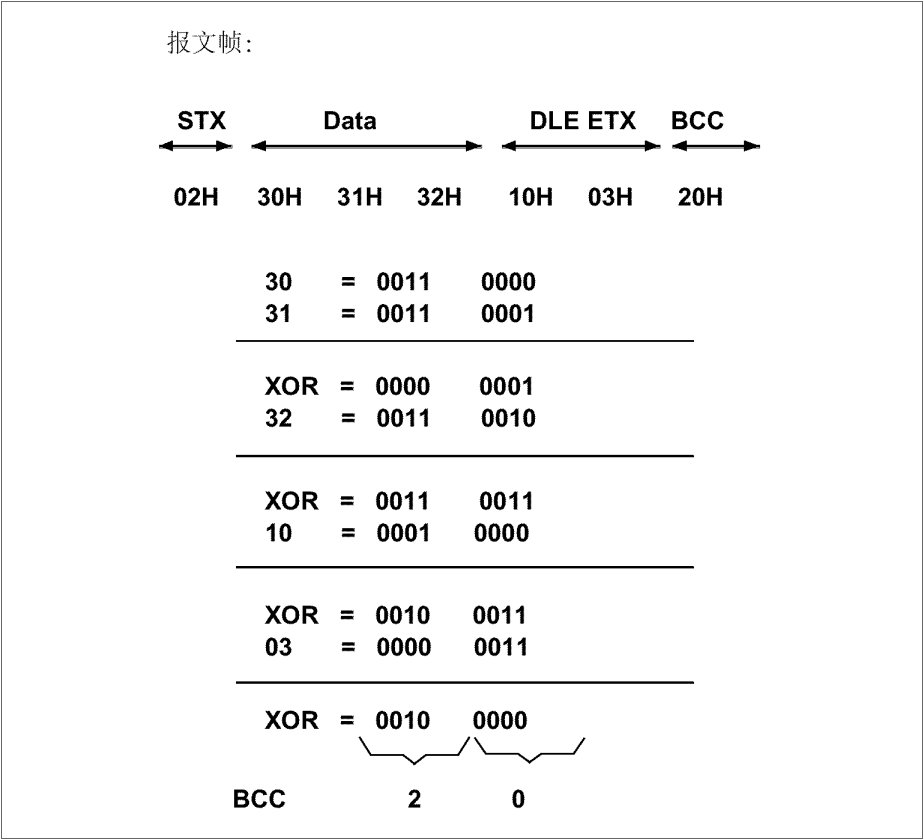 报文帧:
STX Data DLE ETX BCC
02H 30H 31H 32H 10H 03H 20H
30 = 0011 0000
31 = 0011 0001
XOR = 0000 0001
32 = 0011 0010
XOR = 0011 0011
10 = 0001 0000
XOR = 0010 0011
03 = 0000 0011
XOR = 0010 0000
BCC 2 0